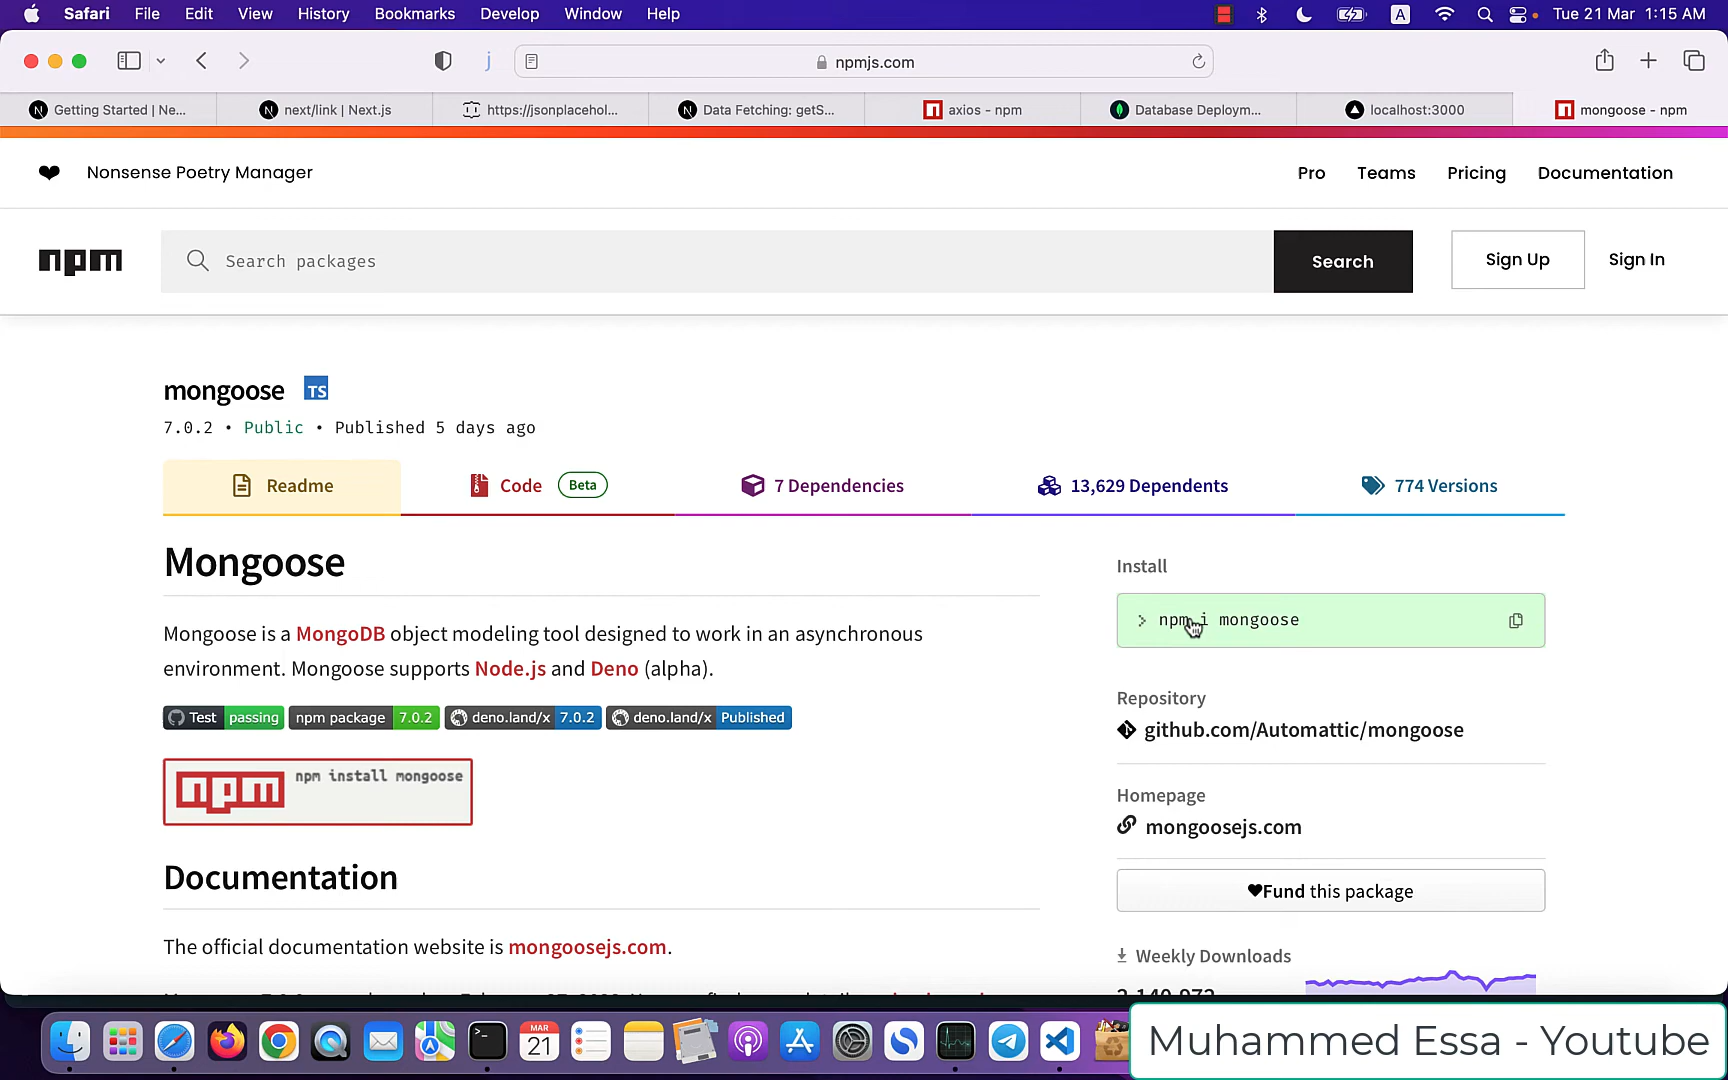 Safari File Edit View History Bookmarks Develop Window Help A Tue 21 Mar 1:15 AM
j npmjs.com
N Getting Started | Ne... N next/link | Next.js https://jsonplacehol... N Data Fetching: getS... axios - npm Database Deploym... localhost:3000 mongoose - npm
Nonsense Poetry Manager Pro Teams Pricing Documentation
npm Search packages Search Sign Up Sign In
mongoose TS
7.0.2 • Public • Published 5 days ago
Readme Code Beta 7 Dependencies 13,629 Dependents 774 Versions
Mongoose
Mongoose is a MongoDB object modeling tool designed to work in an asynchronous
environment. Mongoose supports Node.js and Deno (alpha).
Test passing npm package 7.0.2 deno.land/x 7.0.2 deno.land/x Published
npm npm install mongoose
Documentation
The official documentation website is mongoosejs.com.
Install
> npm i mongoose
Repository
github.com/Automattic/mongoose
Homepage
mongoosejs.com
❤Fund this package
Weekly Downloads
MAR
21
Muhammed Essa - Youtube